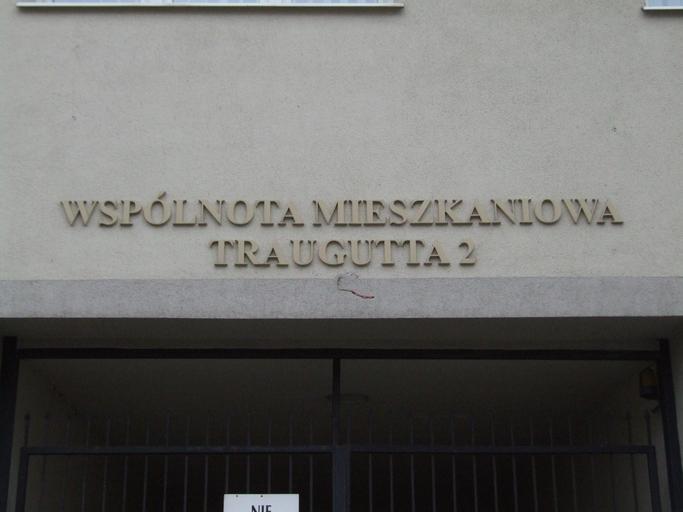 WSPÓLNOTA MIESZKANIOWA
TRAUGUTTA 2
NIE